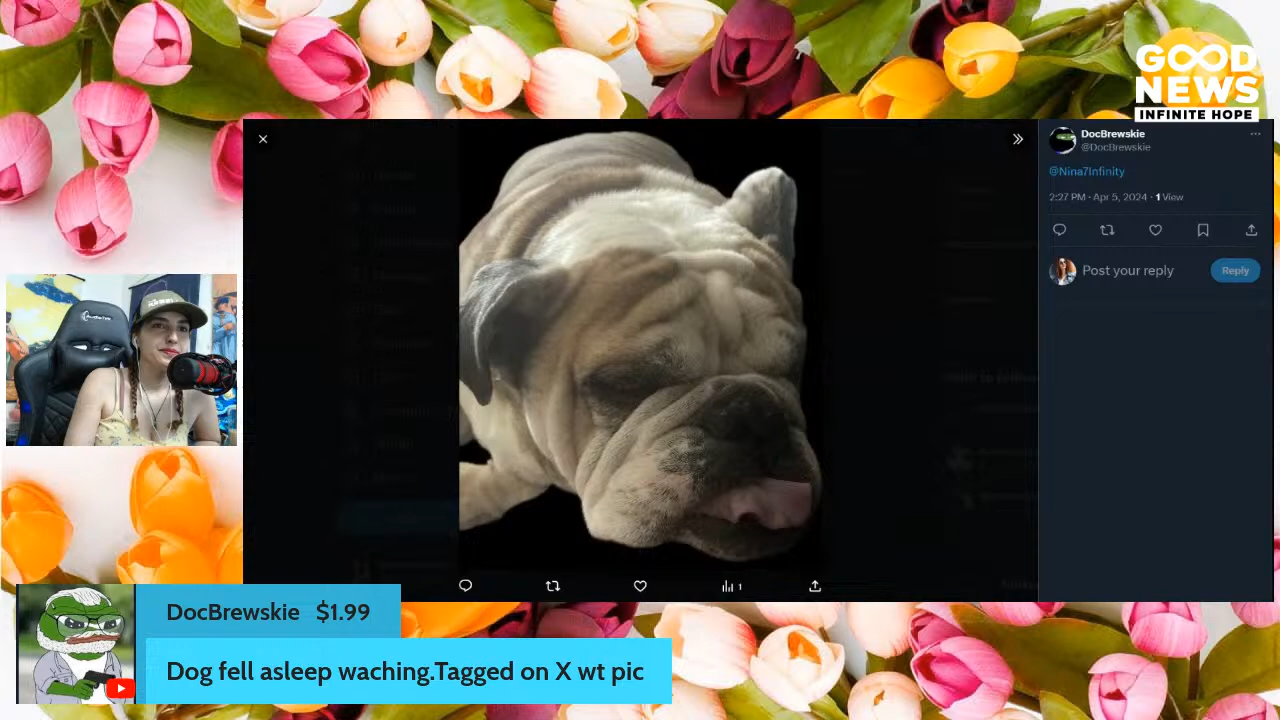 GOOD
NEWS
INFINITE HOPE
DocBrewskie
@DocBrewskie
@Nina7Infinity
2:27 PM · Apr 5, 2024 · 1 View
Post your reply
Reply
1
DocBrewskie $1.99
Dog fell asleep waching.Tagged on X wt pic